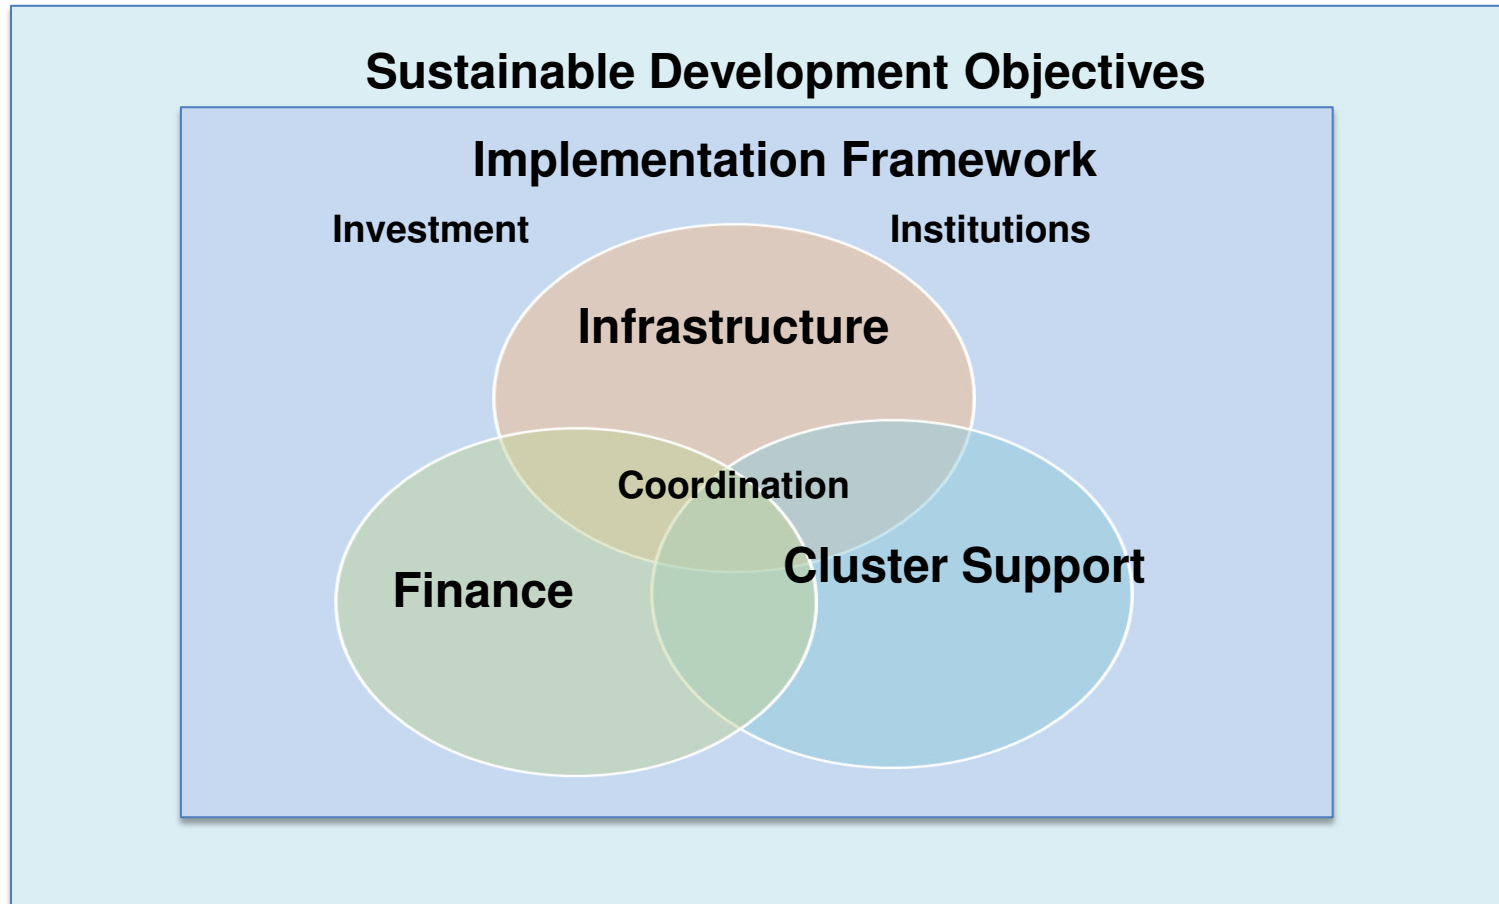 Sustainable Development Objectives
Implementation Framework
Investment
Institutions
Infrastructure
Coordination
Cluster Support
Finance